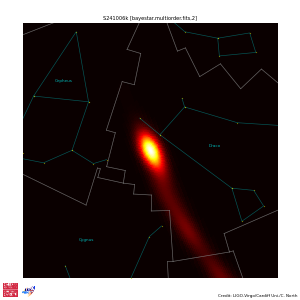 S241006k [bayestar.multiorder.fits,2]
Cepheus
Draco
Cygnus
Credit: LIGO-Virgo/Cardiff Uni./C. North